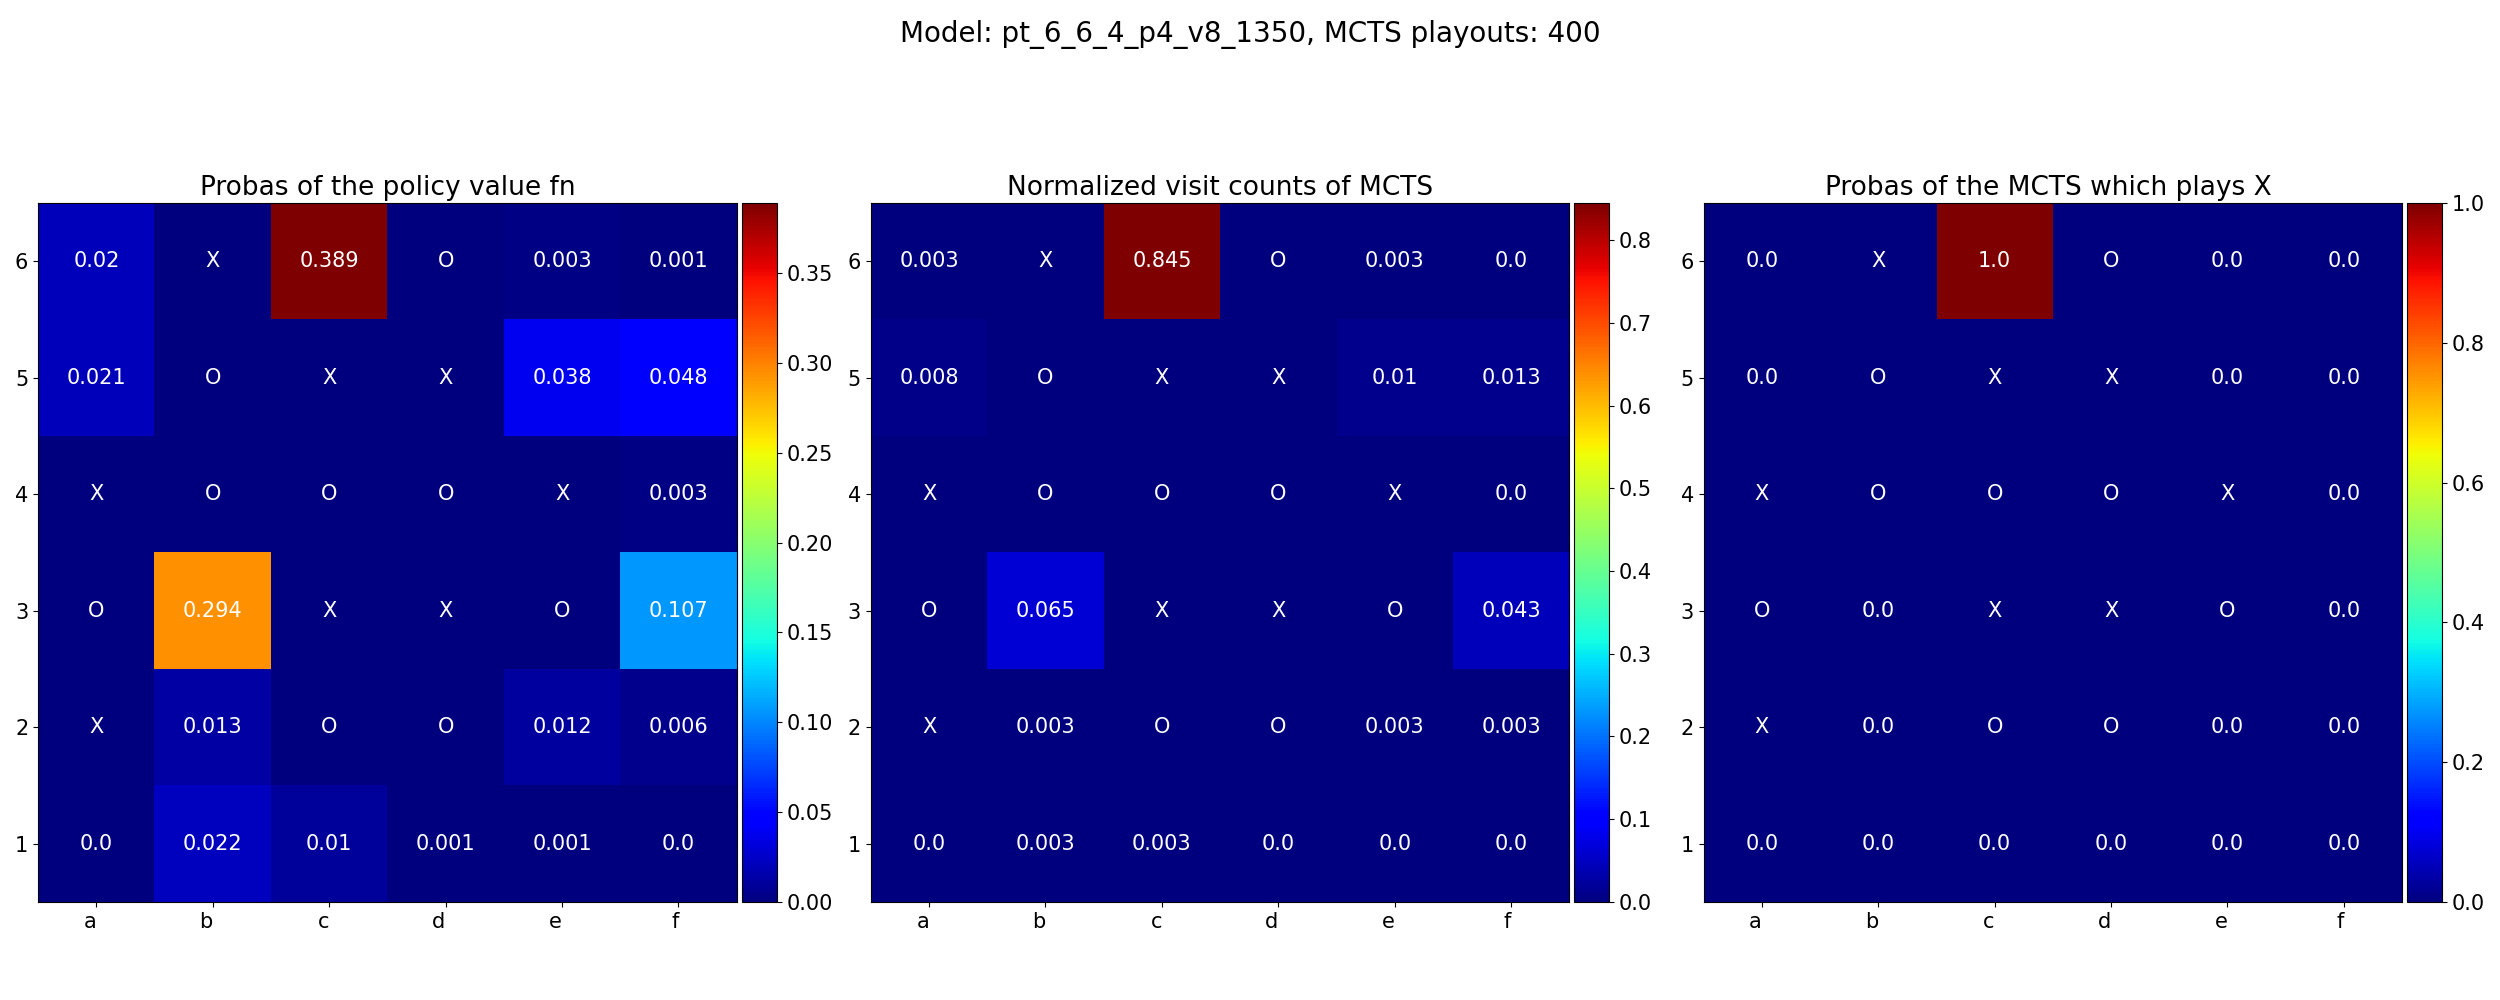 Model: pt_6_6_4_p4_v8_1350, MCTS playouts: 400
Probas of the policy value fn
6 0.02 X 0.389 O 0.003 0.001
5 0.021 O X X 0.038 0.048
4 X O O O X 0.003
3 O 0.294 X X O 0.107
2 X 0.013 O O 0.012 0.006
1 0.0 0.022 0.01 0.001 0.001 0.0
a b c d e f
0.35
0.30
0.25
0.20
0.15
0.10
0.05
0.00
Normalized visit counts of MCTS
6 0.003 X 0.845 O 0.003 0.0
5 0.008 O X X 0.01 0.013
4 X O O O X 0.0
3 O 0.065 X X O 0.043
2 X 0.003 O O 0.003 0.003
1 0.0 0.003 0.003 0.0 0.0 0.0
a b c d e f
0.8
0.7
0.6
0.5
0.4
0.3
0.2
0.1
0.0
Probas of the MCTS which plays X
6 0.0 X 1.0 O 0.0 0.0
5 0.0 O X X 0.0 0.0
4 X O O O X 0.0
3 O 0.0 X X O 0.0
2 X 0.0 O O 0.0 0.0
1 0.0 0.0 0.0 0.0 0.0 0.0
a b c d e f
1.0
0.8
0.6
0.4
0.2
0.0